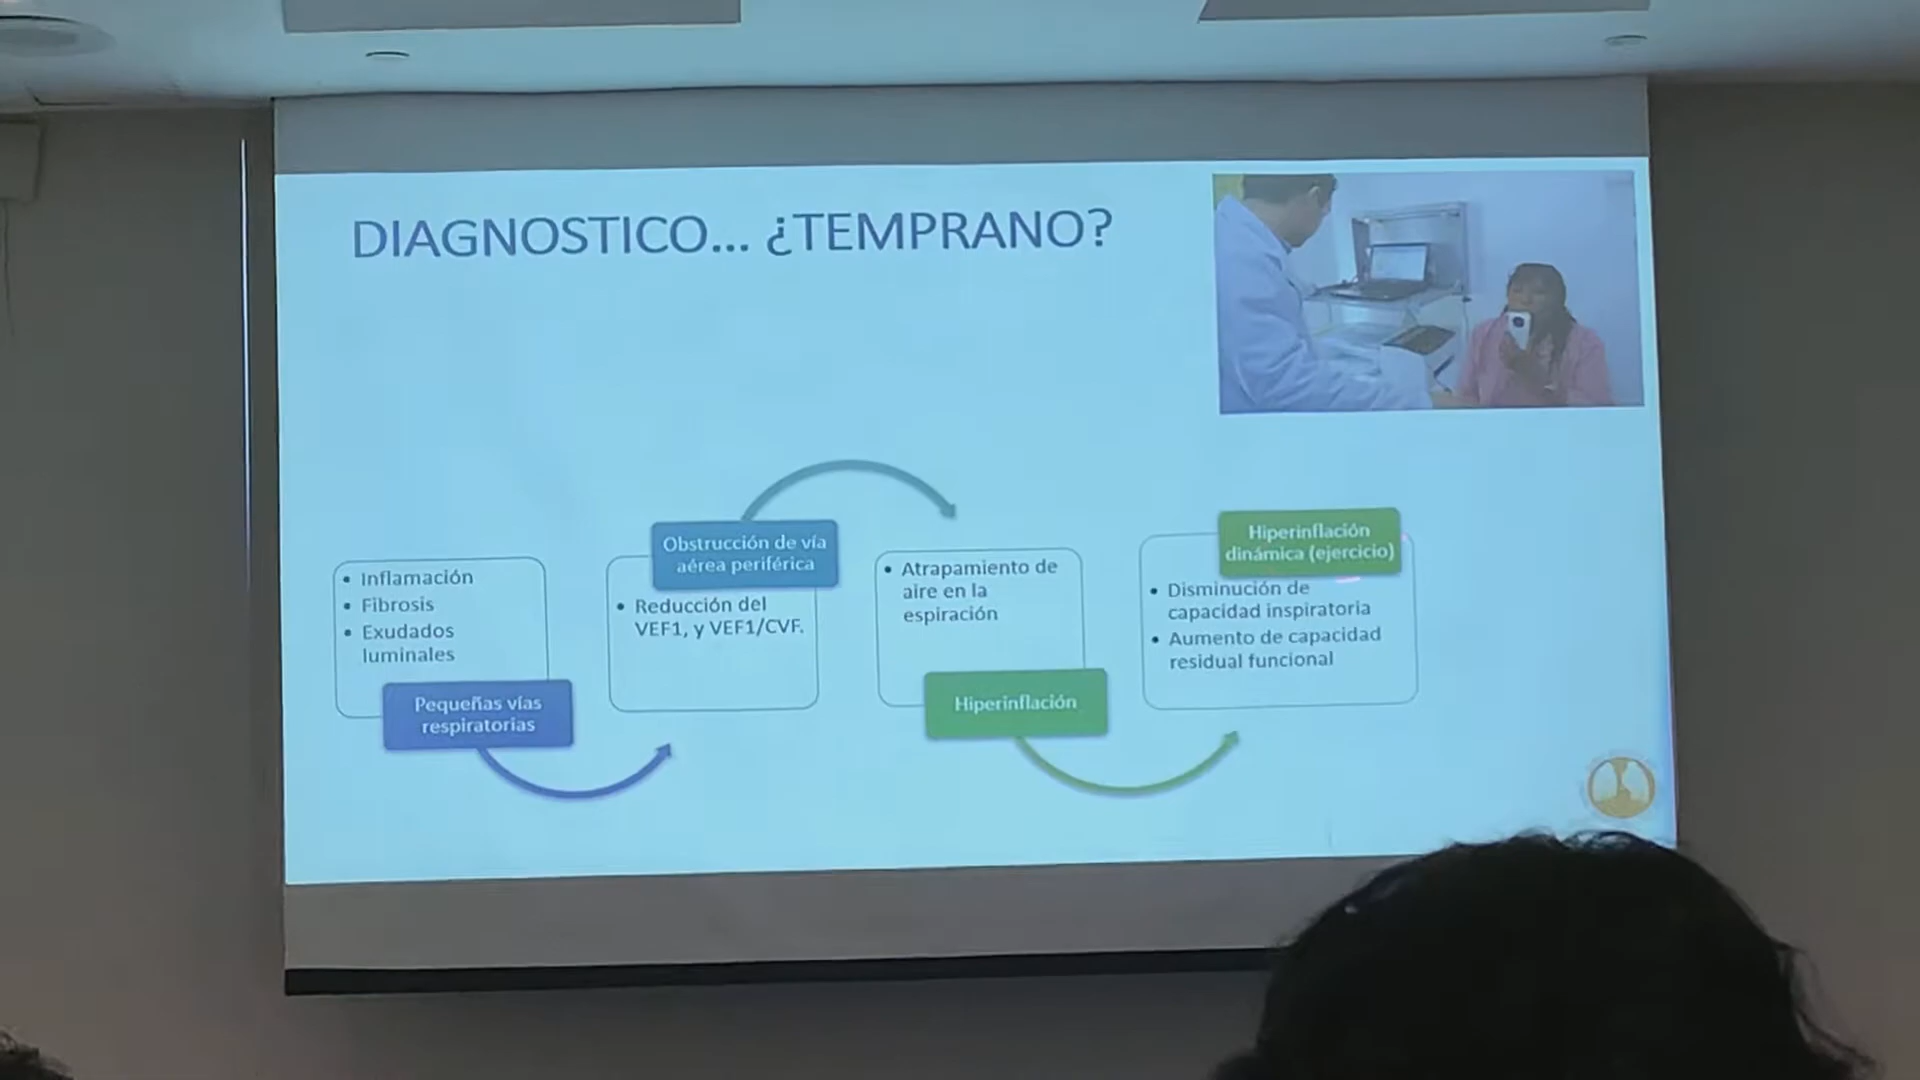 DIAGNOSTICO... ¿TEMPRANO?
• Inflamación
• Fibrosis
• Exudados
luminales
Pequeñas vías
respiratorias
Obstrucción de vía
aérea periférica
• Reducción del
VEF1, y VEF1/CVF.
• Atrapamiento de
aire en la
espiración
Hiperinflación
Hiperinflación
dinámica (ejercicio)
• Disminución de
capacidad inspiratoria
• Aumento de capacidad
residual funcional